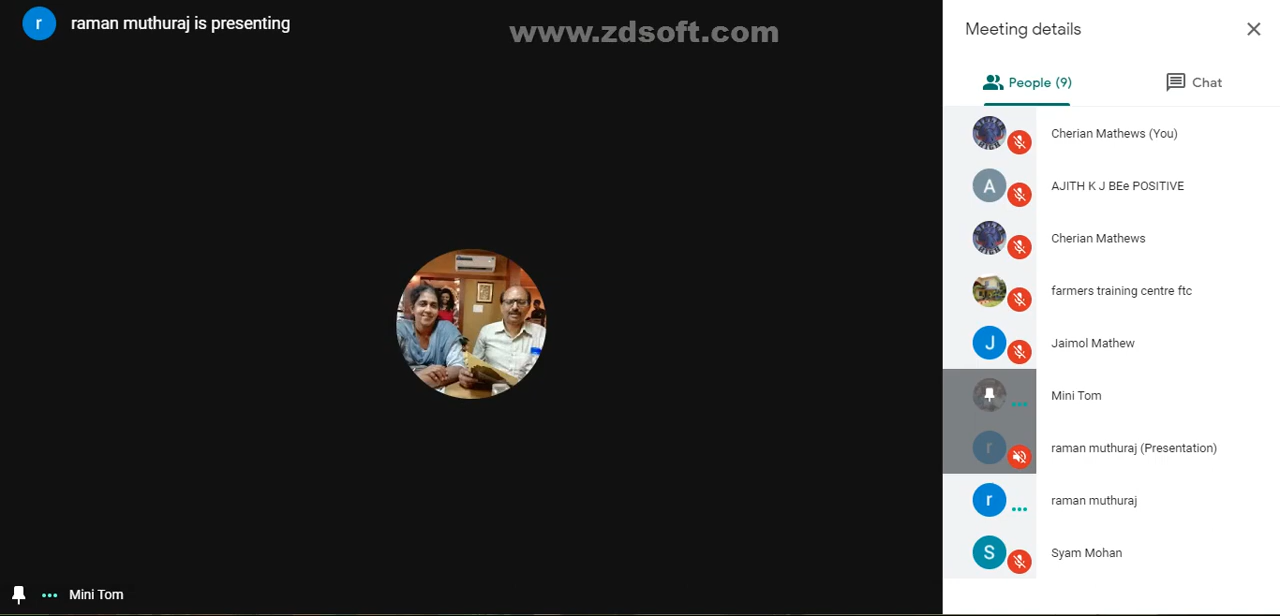 r raman muthuraj is presenting
www.zdsoft.com
Meeting details
People (9)
Chat
Cherian Mathews (You)
A AJITH K J BEe POSITIVE
Cherian Mathews
farmers training centre ftc
J Jaimol Mathew
Mini Tom
r raman muthuraj (Presentation)
r raman muthuraj
S Syam Mohan
Mini Tom